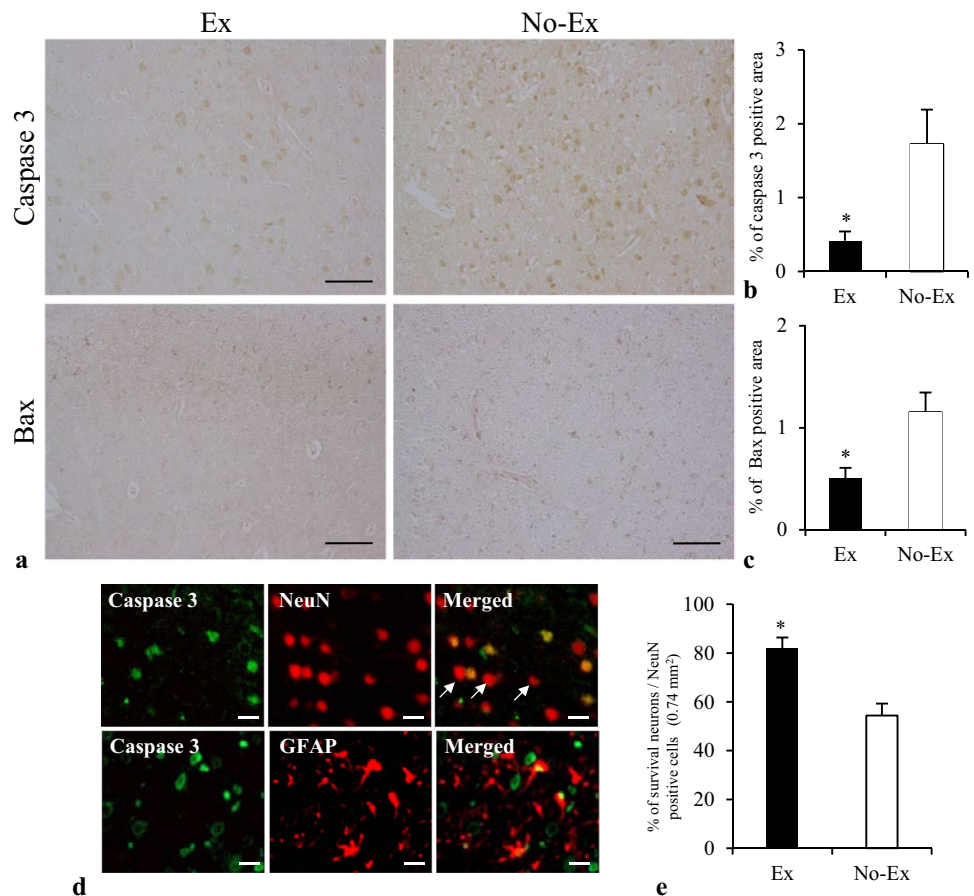 Ex
No-Ex
Caspase 3
Bax
a
% of caspase 3 positive area
3
2
1
0
*
Ex
No-Ex
b
% of Bax positive area
2
1
0
*
Ex
No-Ex
c
Caspase 3
NeuN
Merged
Caspase 3
GFAP
Merged
d
% of survival neurons / NeuN
positive cells (0.74 mm²)
100
80
60
40
20
0
*
Ex
No-Ex
e